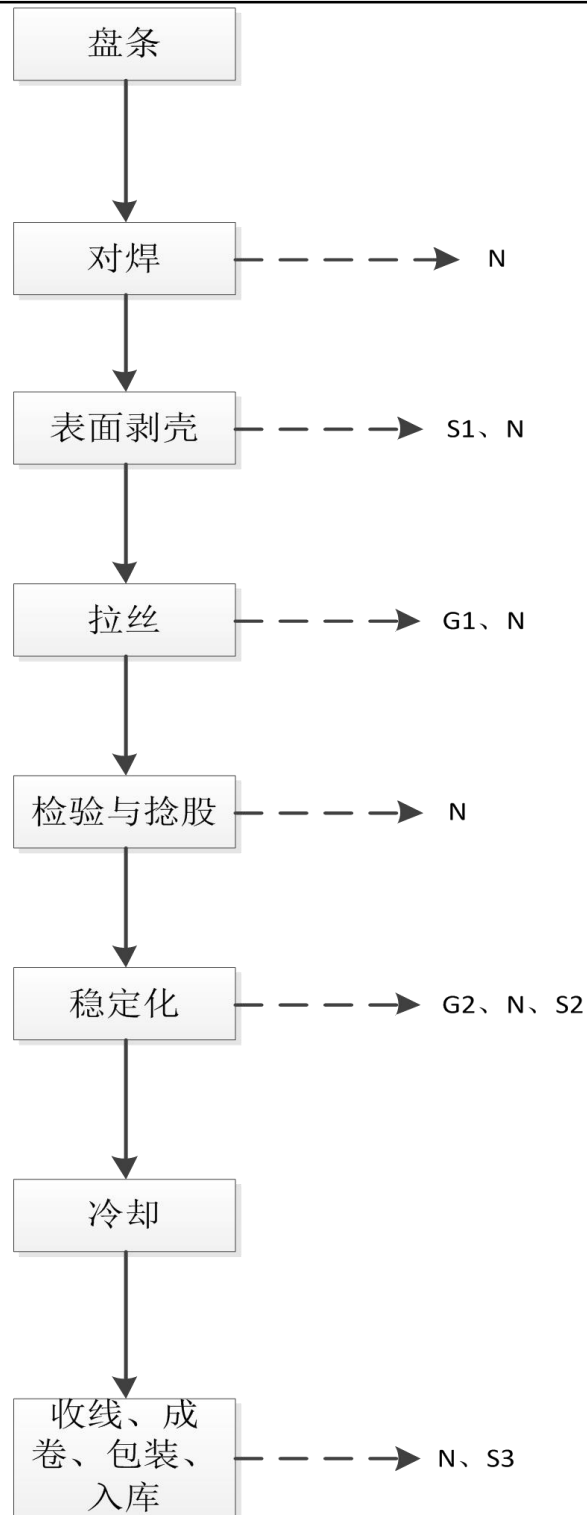 盘条
对焊
N
表面剥壳
S1、N
拉丝
G1、N
检验与捻股
N
稳定化
G2、N、S2
冷却
收线、成
卷、包装、
入库
N、S3